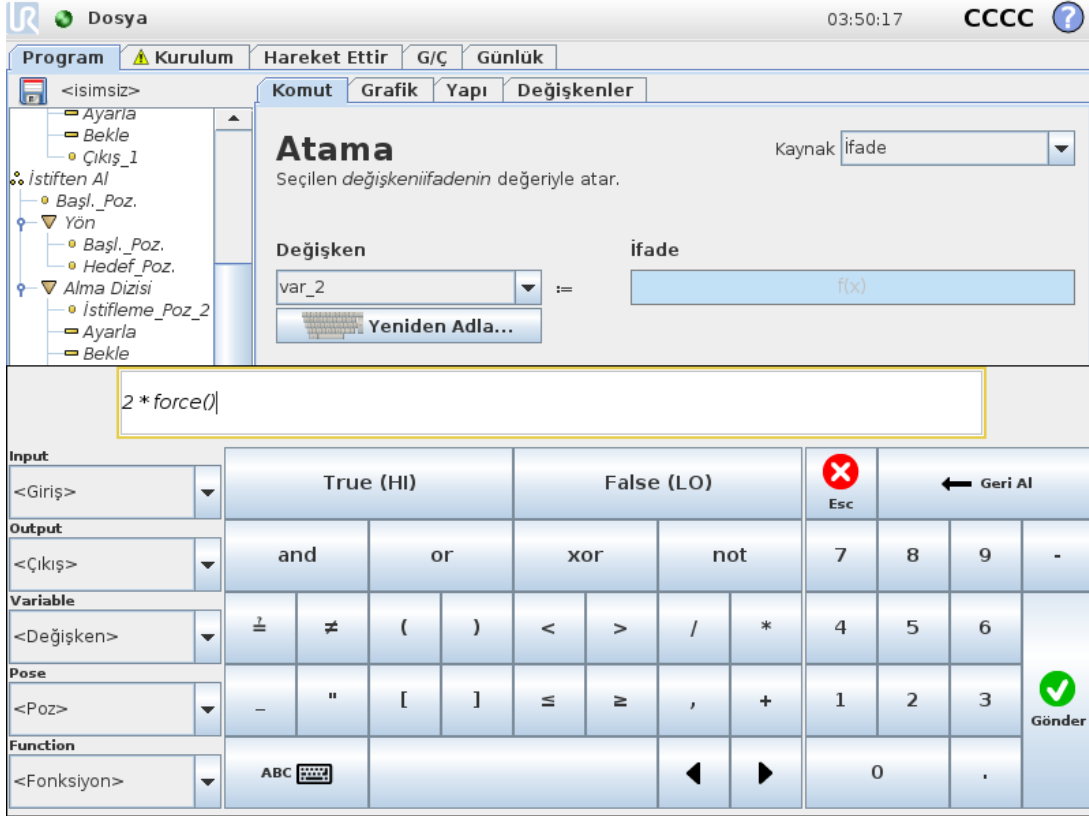 UR Dosya 03:50:17 CCCC ?
Program Kurulum Hareket Ettir G/Ç Günlük
<isimsiz> Komut Grafik Yapı Değişkenler
Ayarla
Bekle
Çıkış_1
İstiften Al
Başl._Poz.
Yön
Başl._Poz.
Hedef_Poz.
Alma Dizisi
İstifleme_Poz_2
Ayarla
Bekle
Atama
Kaynak İfade
Seçilen değişkeniifadenin değeriyle atar.
Değişken İfade
var_2 := f(x)
Yeniden Adla...
2 * force()
Input
<Giriş> True (HI) False (LO) Esc Geri Al
Output
<Çıkış> and or xor not 7 8 9 -
Variable
<Değişken> ≟ ≠ ( ) < > / * 4 5 6
Pose
<Poz> _ " [ ] ≤ ≥ , + 1 2 3 Gönder
Function
<Fonksiyon> ABC 0 .